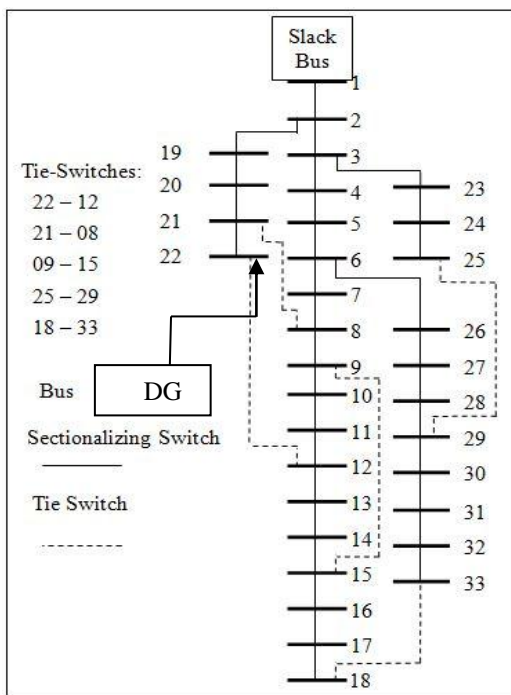 Slack
Bus
1
2
3
4
5
6
7
8
9
10
11
12
13
14
15
16
17
18
19
20
21
22
23
24
25
26
27
28
29
30
31
32
33
Tie-Switches:
22 – 12
21 – 08
09 – 15
25 – 29
18 – 33
DG
Bus
Sectionalizing Switch
Tie Switch